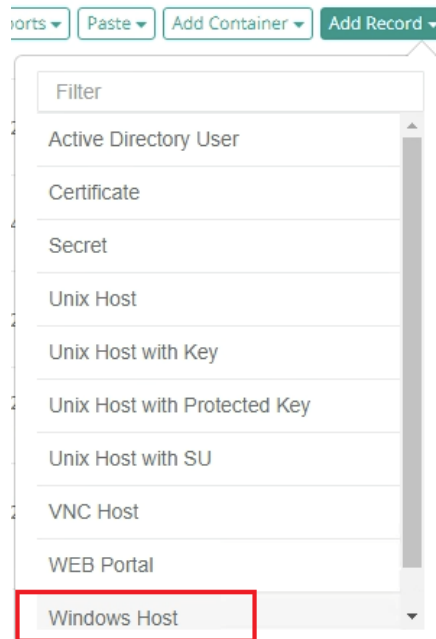 orts Paste Add Container Add Record
Filter
Active Directory User
Certificate
Secret
Unix Host
Unix Host with Key
Unix Host with Protected Key
Unix Host with SU
VNC Host
WEB Portal
Windows Host